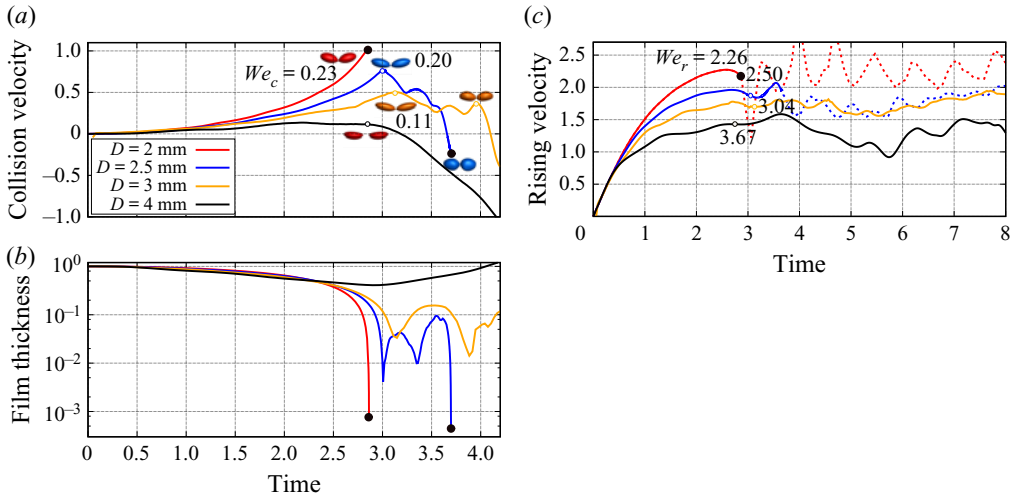 (a)
Collision velocity
1.0
0.5
0
–0.5
–1.0
We_c = 0.23
0.20
0.11
D = 2 mm
D = 2.5 mm
D = 3 mm
D = 4 mm
(b)
Film thickness
10^0
10^–1
10^–2
10^–3
0
0.5
1.0
1.5
2.0
2.5
3.0
3.5
4.0
Time
(c)
Rising velocity
2.5
2.0
1.5
1.0
0.5
We_r = 2.26
2.50
3.04
3.67
0
1
2
3
4
5
6
7
8
Time